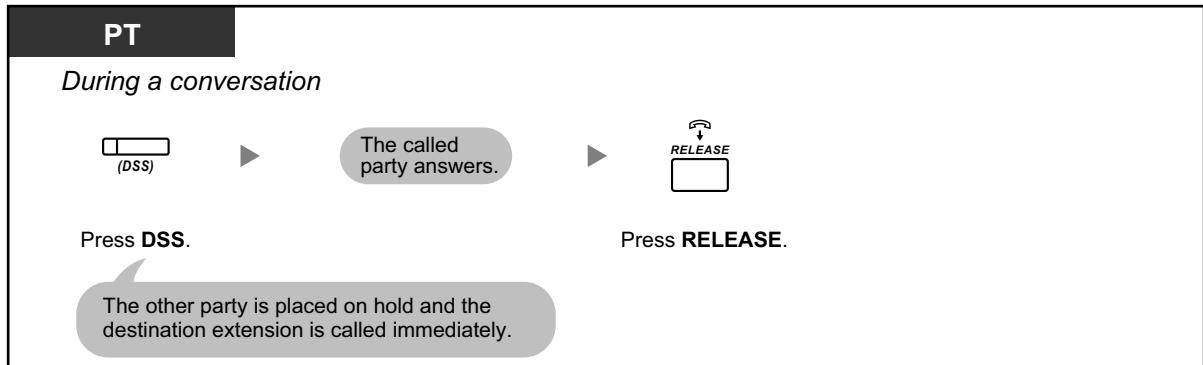 PT
During a conversation
(DSS)
The called
party answers.
RELEASE
Press DSS.
Press RELEASE.
The other party is placed on hold and the
destination extension is called immediately.